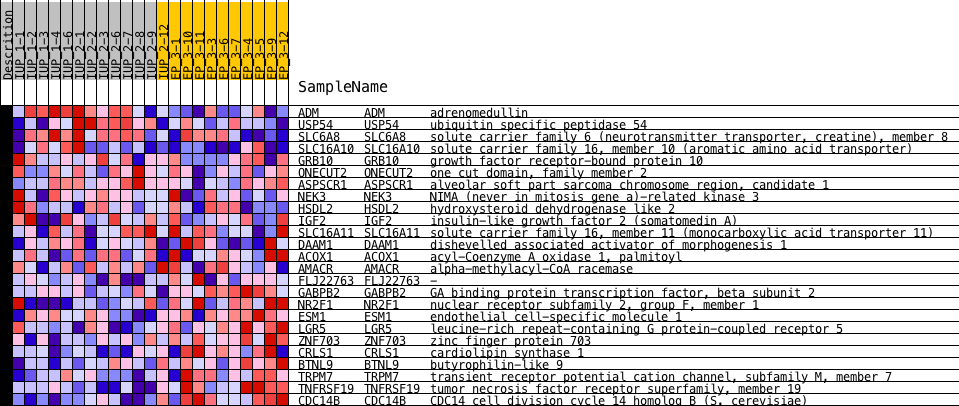 Descrition
IUP_1-1
IUP_1-2
IUP_1-3
IUP_1-4
IUP_1-6
IUP_2-1
IUP_2-2
IUP_2-3
IUP_2-6
IUP_2-7
IUP_2-8
IUP_2-9
IUP_2-12
EP_3-1
EP_3-10
EP_3-11
EP_3-3
EP_3-6
EP_3-7
EP_3-4
EP_3-5
EP_3-9
EP_3-12
SampleName
ADM ADM adrenomedullin
USP54 USP54 ubiquitin specific peptidase 54
SLC6A8 SLC6A8 solute carrier family 6 (neurotransmitter transporter, creatine), member 8
SLC16A10 SLC16A10 solute carrier family 16, member 10 (aromatic amino acid transporter)
GRB10 GRB10 growth factor receptor-bound protein 10
ONECUT2 ONECUT2 one cut domain, family member 2
ASPSCR1 ASPSCR1 alveolar soft part sarcoma chromosome region, candidate 1
NEK3 NEK3 NIMA (never in mitosis gene a)-related kinase 3
HSDL2 HSDL2 hydroxysteroid dehydrogenase like 2
IGF2 IGF2 insulin-like growth factor 2 (somatomedin A)
SLC16A11 SLC16A11 solute carrier family 16, member 11 (monocarboxylic acid transporter 11)
DAAM1 DAAM1 dishevelled associated activator of morphogenesis 1
ACOX1 ACOX1 acyl-Coenzyme A oxidase 1, palmitoyl
AMACR AMACR alpha-methylacyl-CoA racemase
FLJ22763 FLJ22763 -
GABPB2 GABPB2 GA binding protein transcription factor, beta subunit 2
NR2F1 NR2F1 nuclear receptor subfamily 2, group F, member 1
ESM1 ESM1 endothelial cell-specific molecule 1
LGR5 LGR5 leucine-rich repeat-containing G protein-coupled receptor 5
ZNF703 ZNF703 zinc finger protein 703
CRLS1 CRLS1 cardiolipin synthase 1
BTNL9 BTNL9 butyrophilin-like 9
TRPM7 TRPM7 transient receptor potential cation channel, subfamily M, member 7
TNFRSF19 TNFRSF19 tumor necrosis factor receptor superfamily, member 19
CDC14B CDC14B CDC14 cell division cycle 14 homolog B (S. cerevisiae)